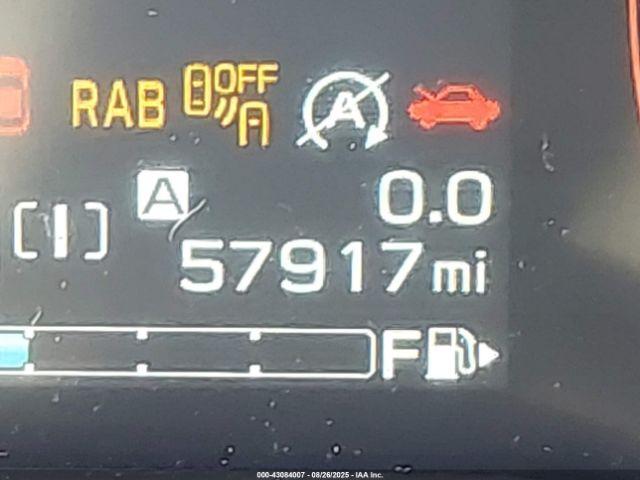 RAB OFF A
A 0.0
57917 mi
F
000-43084007 - 08/26/2025 - IAA Inc.